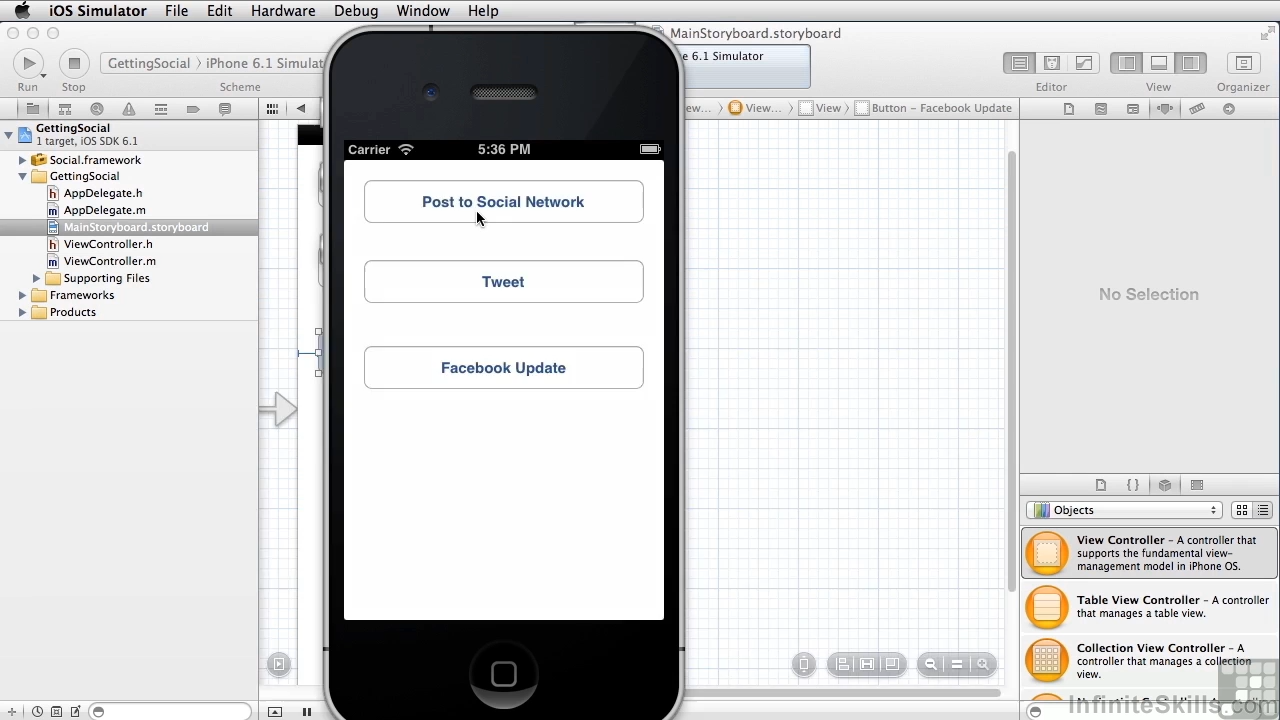 iOS Simulator File Edit Hardware Debug Window Help
MainStoryboard.storyboard
GettingSocial iPhone 6.1 Simulat
e 6.1 Simulator
Run Stop Scheme Editor View Organizer
ew... View... View Button – Facebook Update
GettingSocial
1 target, iOS SDK 6.1
Social.framework
GettingSocial
AppDelegate.h
AppDelegate.m
MainStoryboard.storyboard
ViewController.h
ViewController.m
Supporting Files
Frameworks
Products
Carrier 5:36 PM
Post to Social Network
Tweet
Facebook Update
No Selection
Objects
View Controller – A controller that
supports the fundamental view-
management model in iPhone OS.
Table View Controller – A controller
that manages a table view.
Collection View Controller – A
controller that manages a collection
view.
InfiniteSkills.com